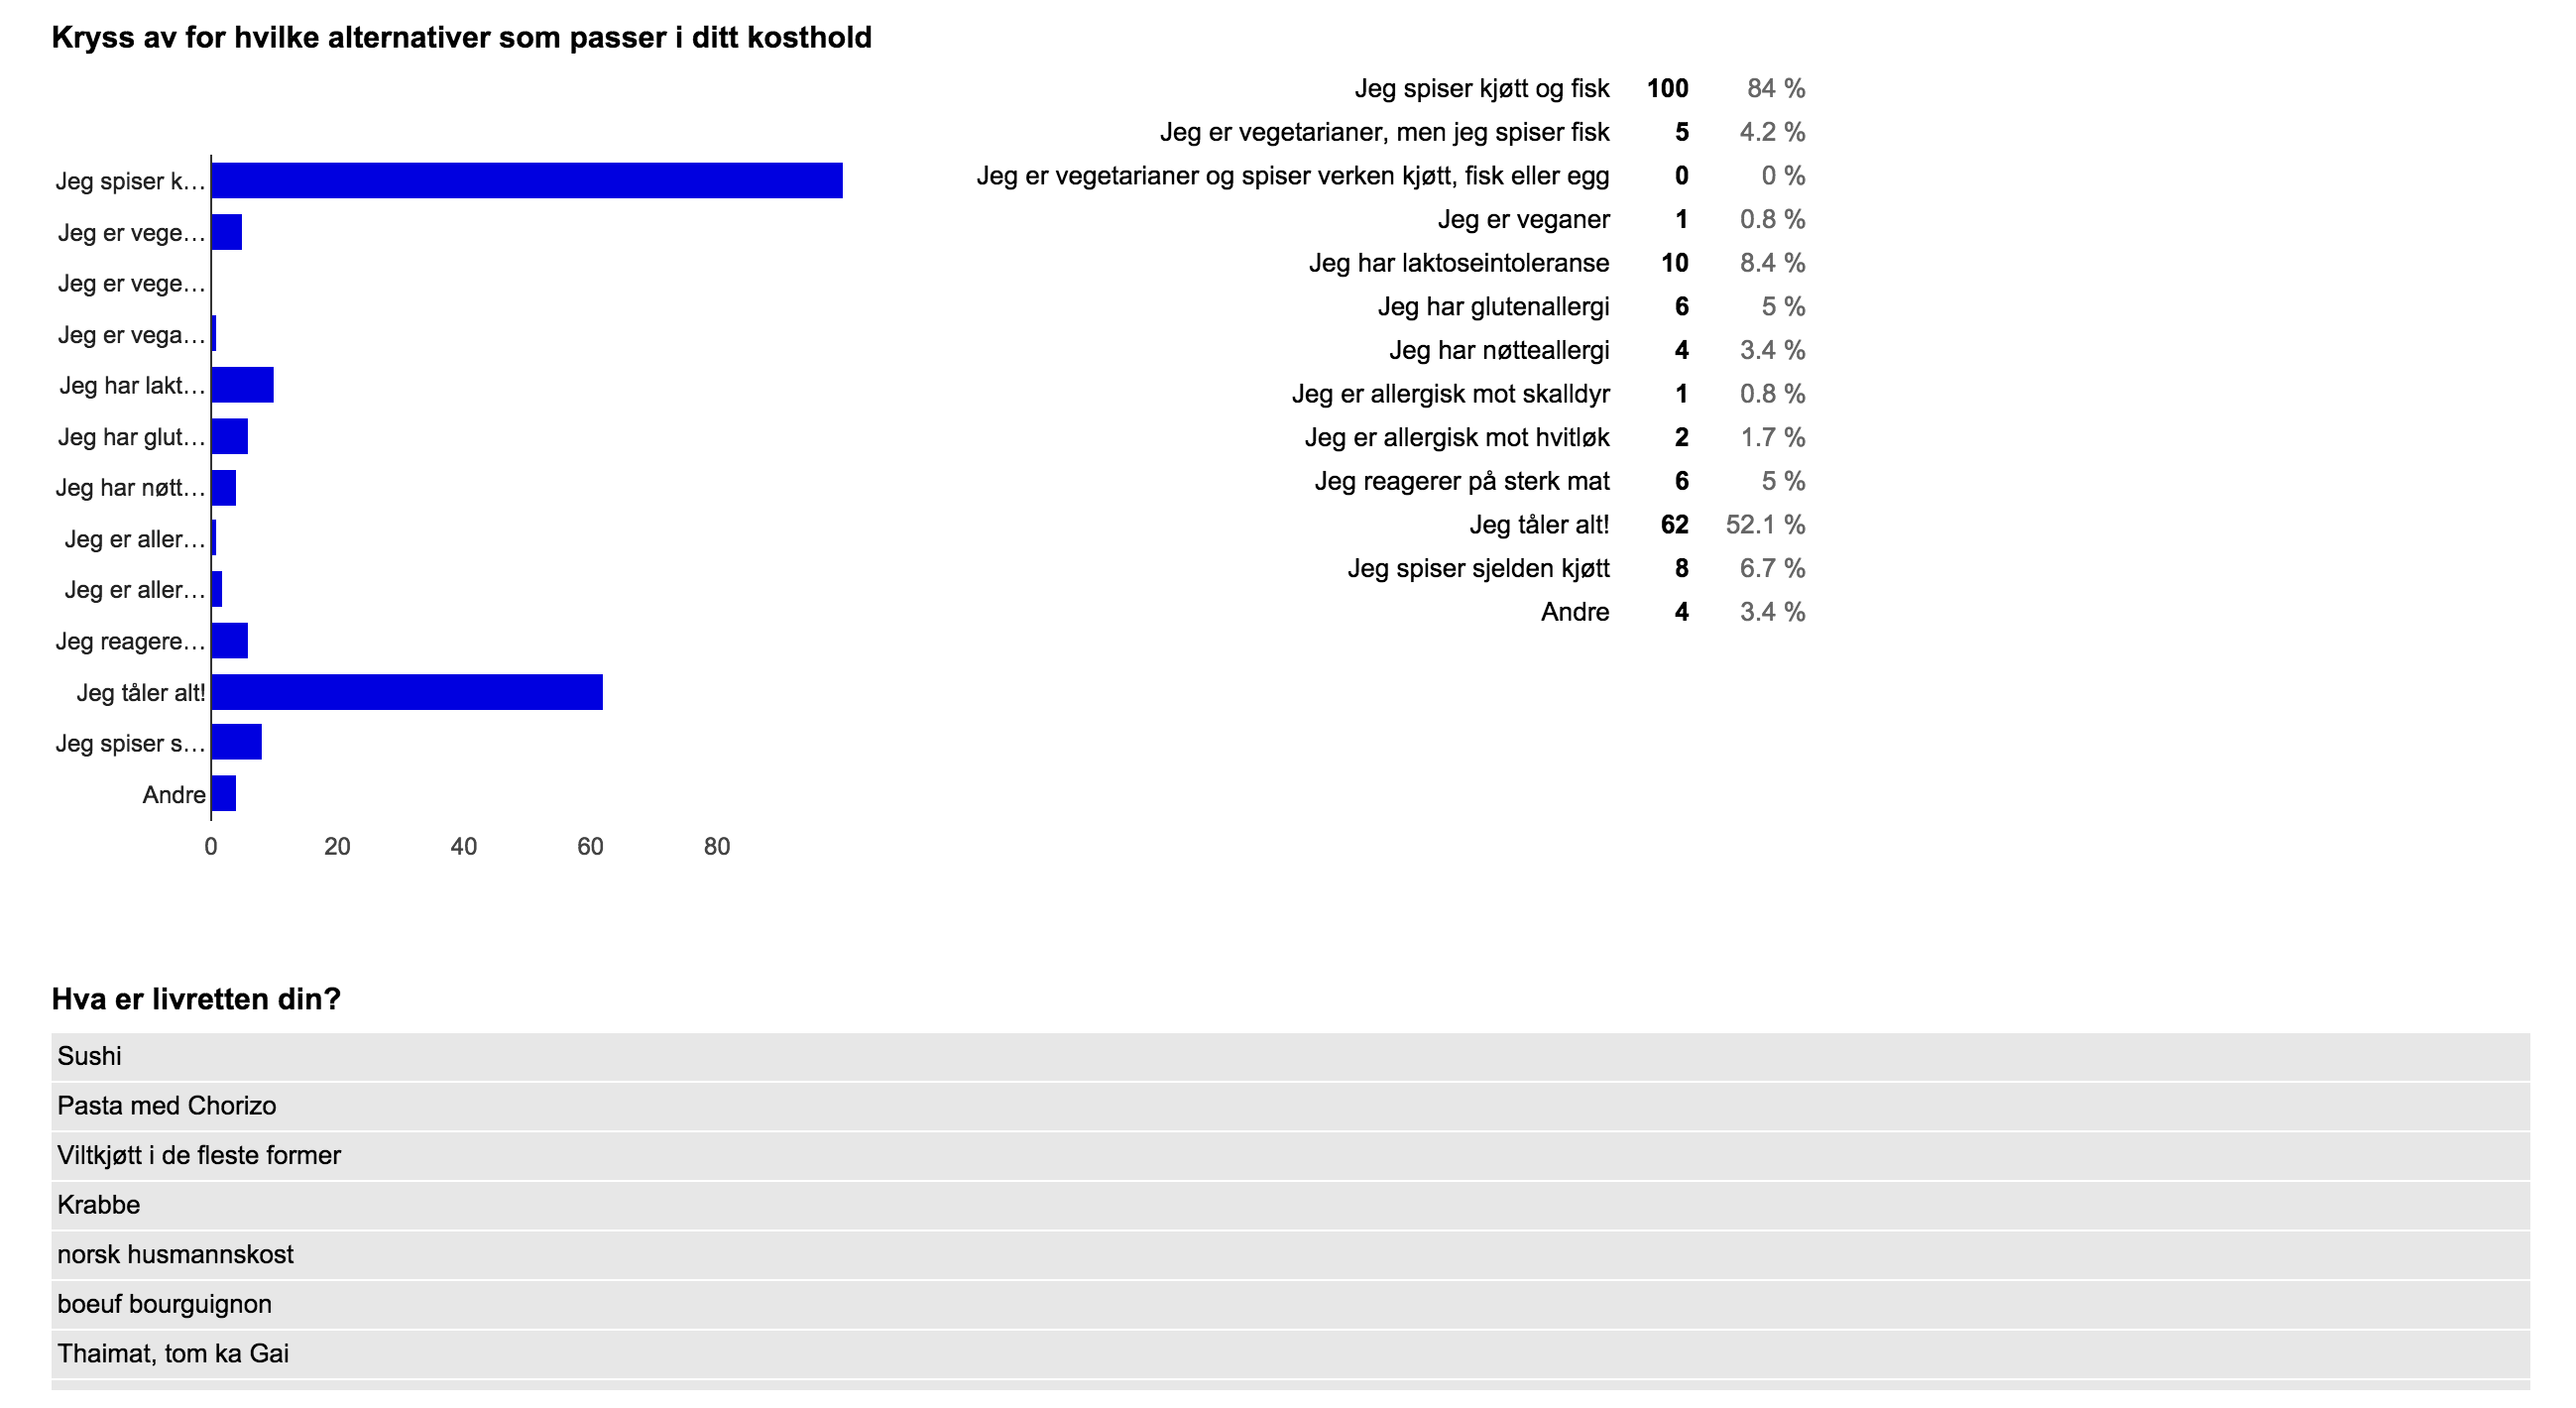 Kryss av for hvilke alternativer som passer i ditt kosthold
Jeg spiser k…
Jeg er vege…
Jeg er vege…
Jeg er vega…
Jeg har lakt…
Jeg har glut…
Jeg har nøtt…
Jeg er aller…
Jeg er aller…
Jeg reagere…
Jeg tåler alt!
Jeg spiser s…
Andre
0 20 40 60 80
Jeg spiser kjøtt og fisk 100 84 %
Jeg er vegetarianer, men jeg spiser fisk 5 4.2 %
Jeg er vegetarianer og spiser verken kjøtt, fisk eller egg 0 0 %
Jeg er veganer 1 0.8 %
Jeg har laktoseintoleranse 10 8.4 %
Jeg har glutenallergi 6 5 %
Jeg har nøtteallergi 4 3.4 %
Jeg er allergisk mot skalldyr 1 0.8 %
Jeg er allergisk mot hvitløk 2 1.7 %
Jeg reagerer på sterk mat 6 5 %
Jeg tåler alt! 62 52.1 %
Jeg spiser sjelden kjøtt 8 6.7 %
Andre 4 3.4 %
Hva er livretten din?
Sushi
Pasta med Chorizo
Viltkjøtt i de fleste former
Krabbe
norsk husmannskost
boeuf bourguignon
Thaimat, tom ka Gai